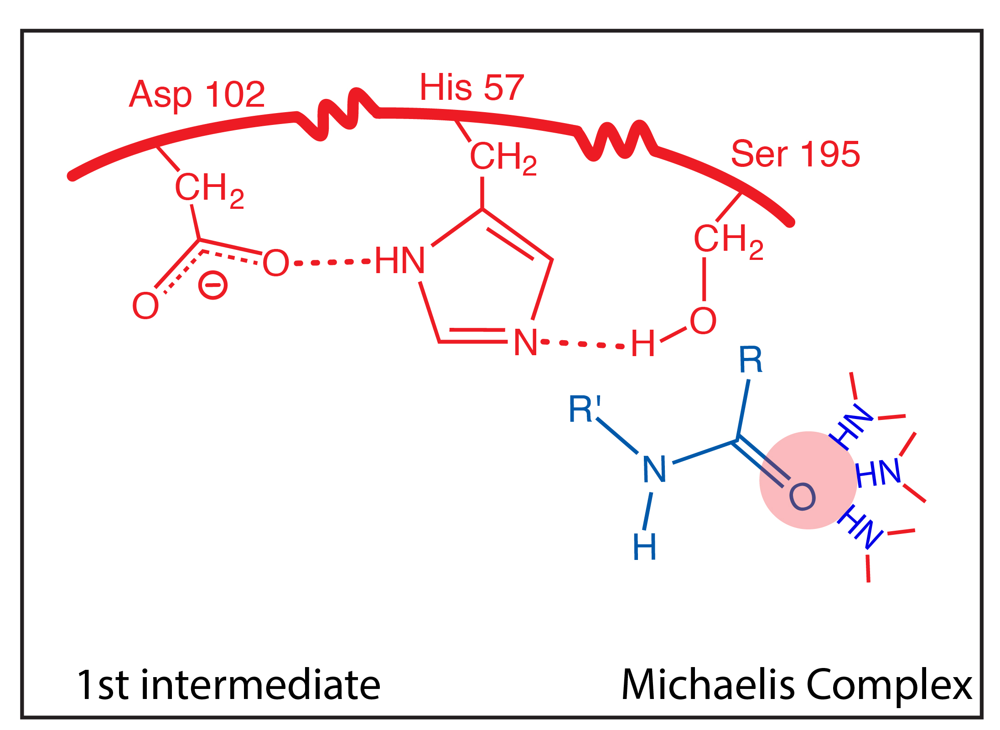 Asp 102
His 57
Ser 195
CH₂
CH₂
CH₂
O
O
⊖
HN
N
H
O
R
R'
N
H
O
HN
HN
HN
1st intermediate
Michaelis Complex